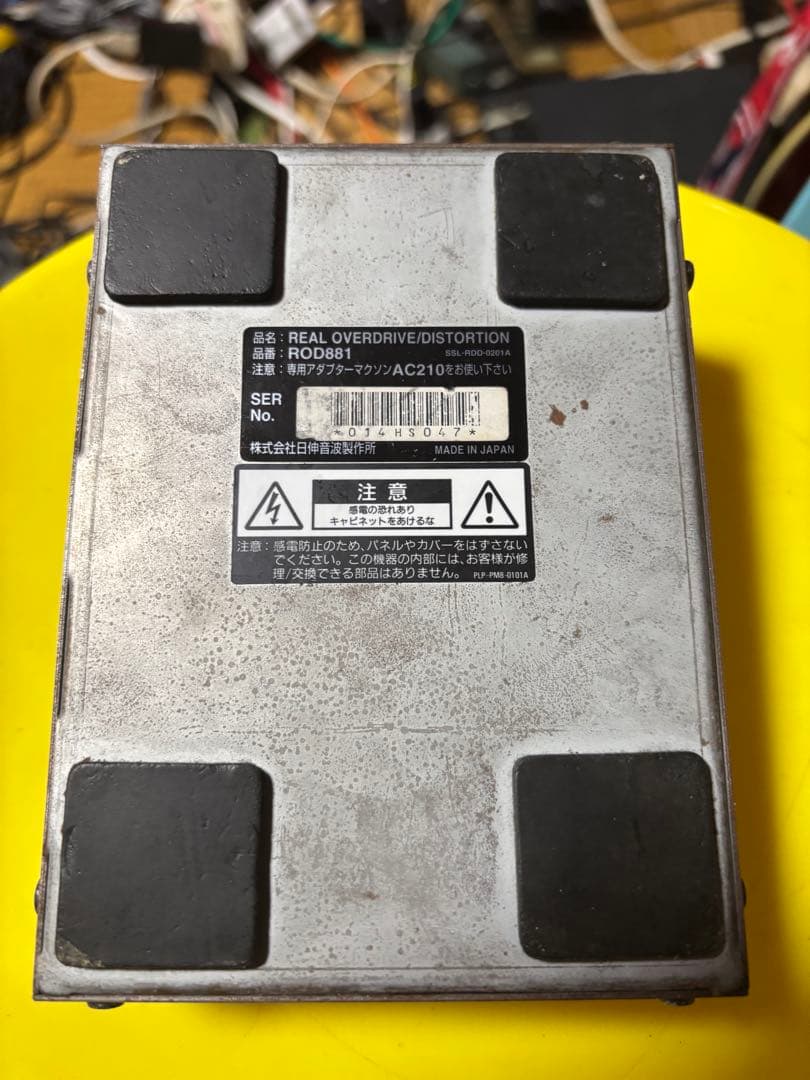 品名：REAL OVERDRIVE/DISTORTION
品番：ROD881 SSL-RDD-0201A
注意：専用アダプターマクソンAC210をお使い下さい
SER
No.
*014HS047*
株式会社日伸音波製作所 MADE IN JAPAN
注意
感電の恐れあり
キャビネットをあけるな
注意：感電防止のため、パネルやカバーをはずさない
でください。この機器の内部には、お客様が修
理/交換できる部品はありません。 PLP-PMB-0101A